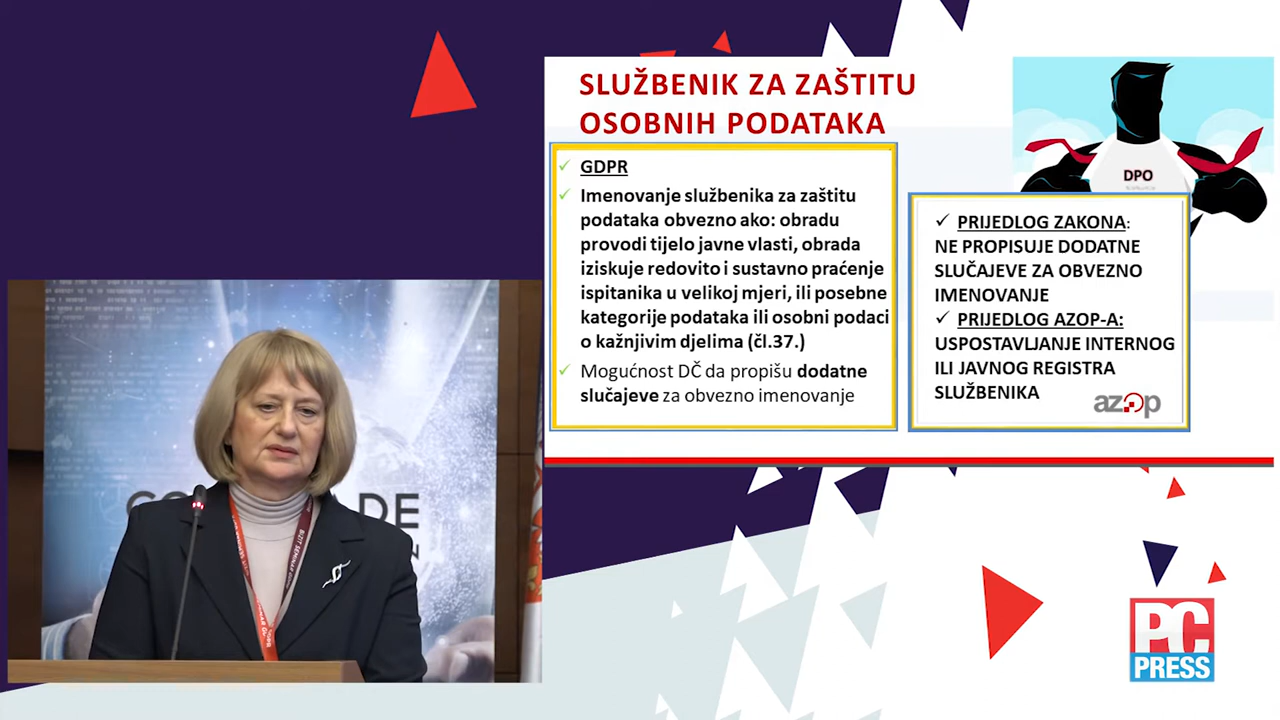 SLUŽBENIK ZA ZAŠTITU
OSOBNIH PODATAKA
GDPR
Imenovanje službenika za zaštitu
podataka obvezno ako: obradu
provodi tijelo javne vlasti, obrada
iziskuje redovito i sustavno praćenje
ispitanika u velikoj mjeri, ili posebne
kategorije podataka ili osobni podaci
o kažnjivim djelima (čl.37.)
Mogućnost DČ da propišu dodatne
slučajeve za obvezno imenovanje
DPO
PRIJEDLOG ZAKONA:
NE PROPISUJE DODATNE
SLUČAJEVE ZA OBVEZNO
IMENOVANJE
PRIJEDLOG AZOP-A:
USPOSTAVLJANJE INTERNOG
ILI JAVNOG REGISTRA
SLUŽBENIKA
azop
DE
N
BIZIT SEMINAR
PC
PRESS